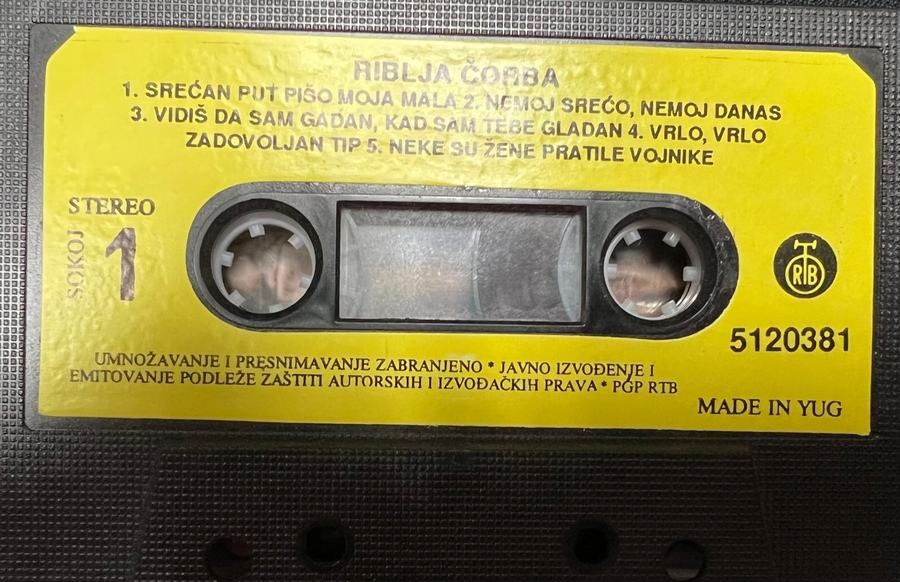 RIBLJA ČORBA
1. SREĆAN PUT PIŠO MOJA MALA 2. NEMOJ SREĆO, NEMOJ DANAS
3. VIDIŠ DA SAM GADAN, KAD SAM TEBE GLADAN 4. VRLO, VRLO
ZADOVOLJAN TIP 5. NEKE SU ŽENE PRATILE VOJNIKE
STEREO
SOKOJ
1
RTB
5120381
UMNOŽAVANJE I PRESNIMAVANJE ZABRANJENO * JAVNO IZVOĐENJE I
EMITOVANJE PODLEŽE ZAŠTITI AUTORSKIH I IZVOĐAČKIH PRAVA * PGP RTB
MADE IN YUG